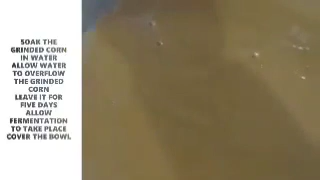 SOAK THE
GRINDED CORN
IN WATER
ALLOW WATER
TO OVERFLOW
THE GRINDED
CORN
LEAVE IT FOR
FIVE DAYS
ALLOW
FERMENTATION
TO TAKE PLACE
COVER THE BOWL